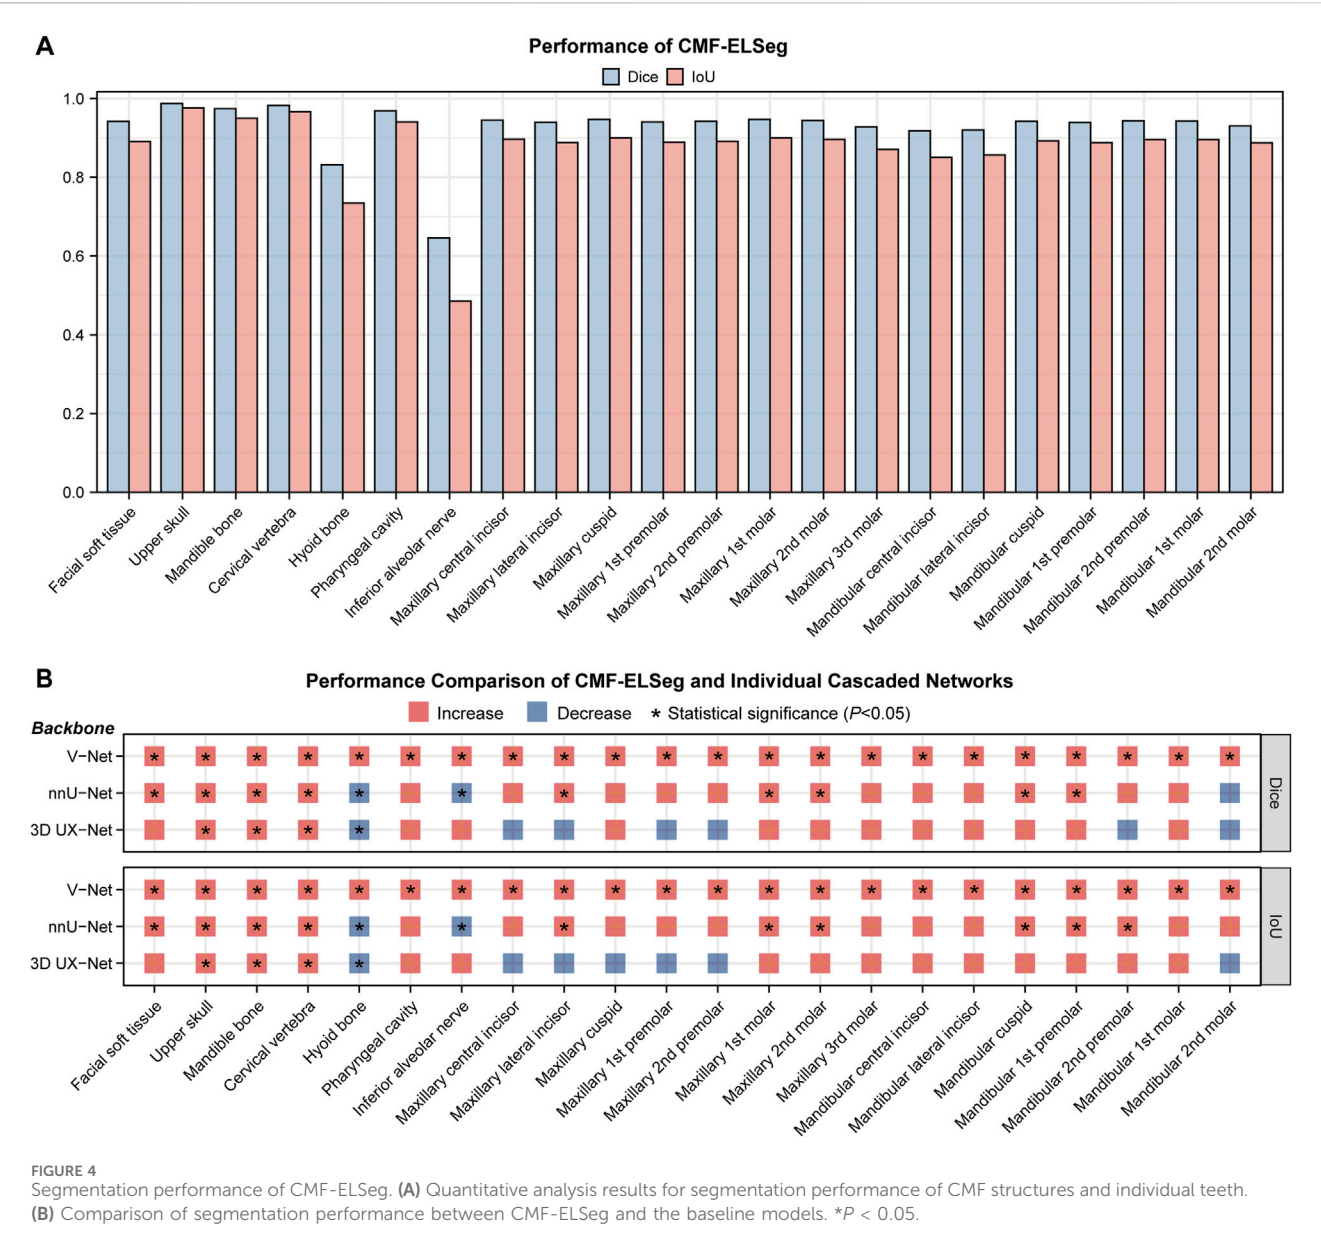 A
Performance of CMF-ELSeg
Dice IoU
1.0
0.8
0.6
0.4
0.2
0.0
Facial soft tissue
Upper skull
Mandible bone
Cervical vertebra
Hyoid bone
Pharyngeal cavity
Inferior alveolar nerve
Maxillary central incisor
Maxillary lateral incisor
Maxillary cuspid
Maxillary 1st premolar
Maxillary 2nd premolar
Maxillary 1st molar
Maxillary 2nd molar
Maxillary 3rd molar
Mandibular central incisor
Mandibular lateral incisor
Mandibular cuspid
Mandibular 1st premolar
Mandibular 2nd premolar
Mandibular 1st molar
Mandibular 2nd molar
B
Performance Comparison of CMF-ELSeg and Individual Cascaded Networks
Increase Decrease * Statistical significance (P<0.05)
Backbone
V−Net * * * * * * * * * * * * * * * * * * * * * *
nnU−Net * * * * * * * * * * *
3D UX−Net * * * *
Dice
V−Net * * * * * * * * * * * * * * * * * * * * * *
nnU−Net * * * * * * * * * * * *
3D UX−Net * * * *
IoU
Facial soft tissue
Upper skull
Mandible bone
Cervical vertebra
Hyoid bone
Pharyngeal cavity
Inferior alveolar nerve
Maxillary central incisor
Maxillary lateral incisor
Maxillary cuspid
Maxillary 1st premolar
Maxillary 2nd premolar
Maxillary 1st molar
Maxillary 2nd molar
Maxillary 3rd molar
Mandibular central incisor
Mandibular lateral incisor
Mandibular cuspid
Mandibular 1st premolar
Mandibular 2nd premolar
Mandibular 1st molar
Mandibular 2nd molar
FIGURE 4
Segmentation performance of CMF-ELSeg. (A) Quantitative analysis results for segmentation performance of CMF structures and individual teeth.
(B) Comparison of segmentation performance between CMF-ELSeg and the baseline models. *P < 0.05.